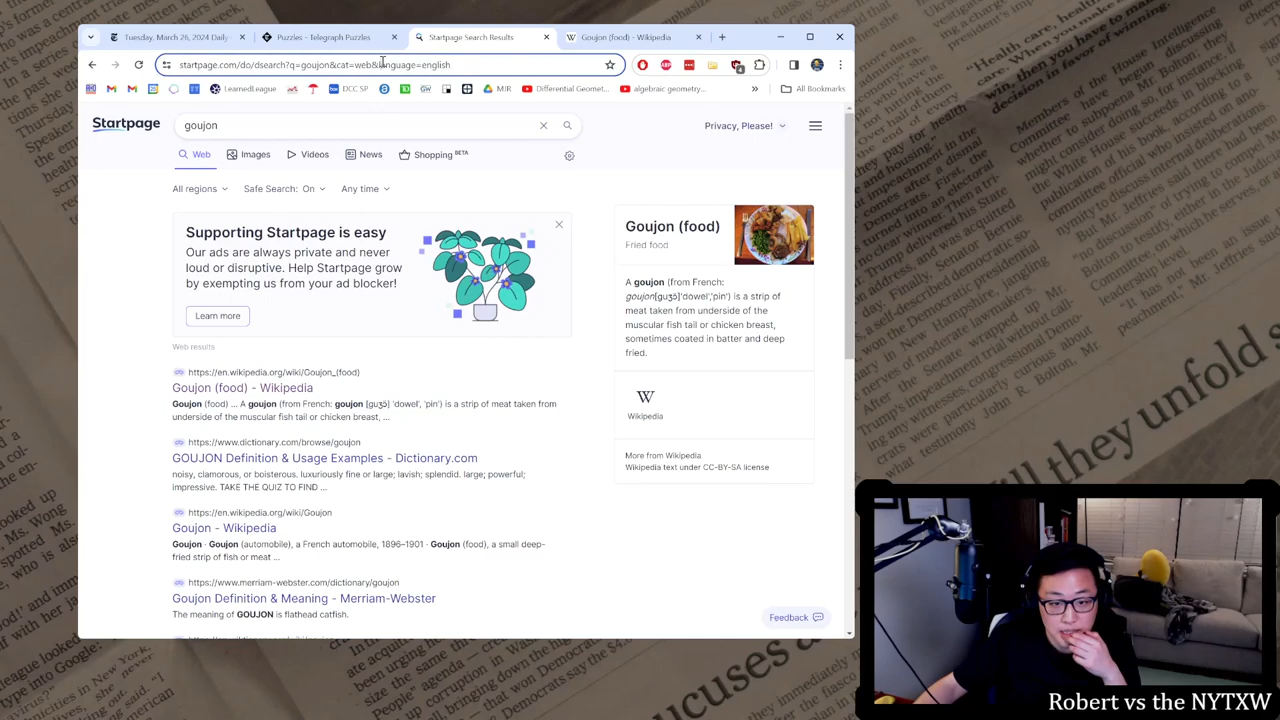 Tuesday, March 26, 2024 Daily
Puzzles - Telegraph Puzzles
Startpage Search Results
Goujon (food) - Wikipedia
startpage.com/do/dsearch?q=goujon&cat=web&language=english
LearnedLeague
DCC SP
MJR
Differential Geomet...
algebraic geometry...
»
All Bookmarks
Startpage
goujon
Privacy, Please!
Web
Images
Videos
News
Shopping BETA
All regions
Safe Search: On
Any time
Supporting Startpage is easy
Our ads are always private and never
loud or disruptive. Help Startpage grow
by exempting us from your ad blocker!
Learn more
Web results
https://en.wikipedia.org/wiki/Goujon_(food)
Goujon (food) - Wikipedia
Goujon (food) ... A goujon (from French: goujon [ɡuʒɔ̃] 'dowel', 'pin') is a strip of meat taken from
underside of the muscular fish tail or chicken breast, ...
https://www.dictionary.com/browse/goujon
GOUJON Definition & Usage Examples - Dictionary.com
noisy, clamorous, or boisterous. luxuriously fine or large; lavish; splendid. large; powerful;
impressive. TAKE THE QUIZ TO FIND ...
https://en.wikipedia.org/wiki/Goujon
Goujon - Wikipedia
Goujon · Goujon (automobile), a French automobile, 1896–1901 · Goujon (food), a small deep-
fried strip of fish or meat ...
https://www.merriam-webster.com/dictionary/goujon
Goujon Definition & Meaning - Merriam-Webster
The meaning of GOUJON is flathead catfish.
Goujon (food)
Fried food
A goujon (from French:
goujon[ɡuʒɔ̃]'dowel','pin') is a strip of
meat taken from underside of the
muscular fish tail or chicken breast,
sometimes coated in batter and deep
fried.
W
Wikipedia
More from Wikipedia
Wikipedia text under CC-BY-SA license
Feedback
they unfold
Robert vs the NYTXW